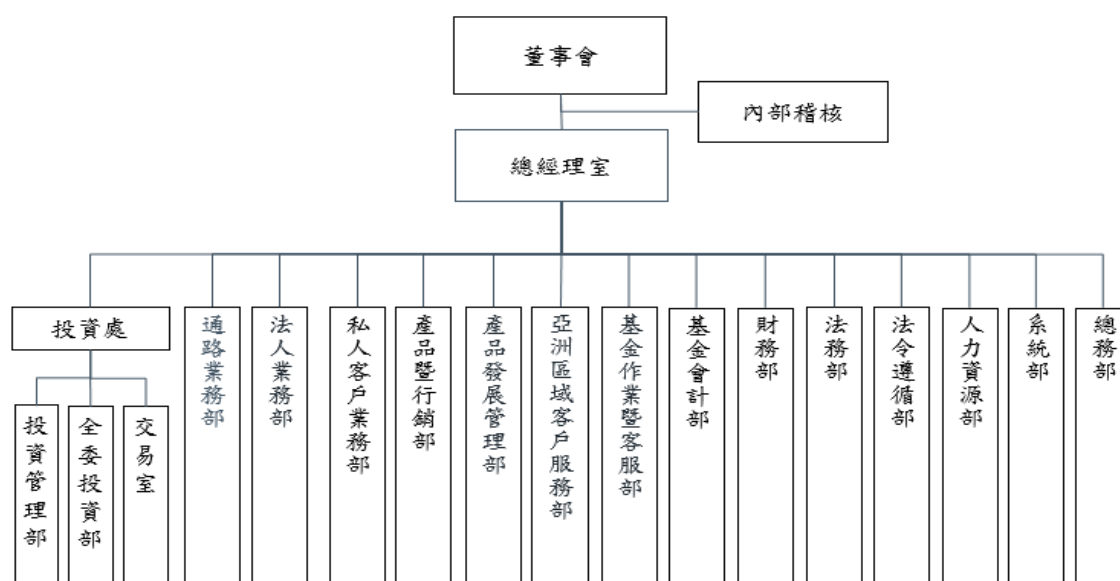 董事會
內部稽核
總經理室
投資處
通路業務部
法人業務部
私人客戶業務部
產品暨行銷部
產品發展管理部
亞洲區域客戶服務部
基金作業暨客服部
基金會計部
財務部
法務部
法令遵循部
人力資源部
系統部
總務部
投資管理部
全委投資部
交易室